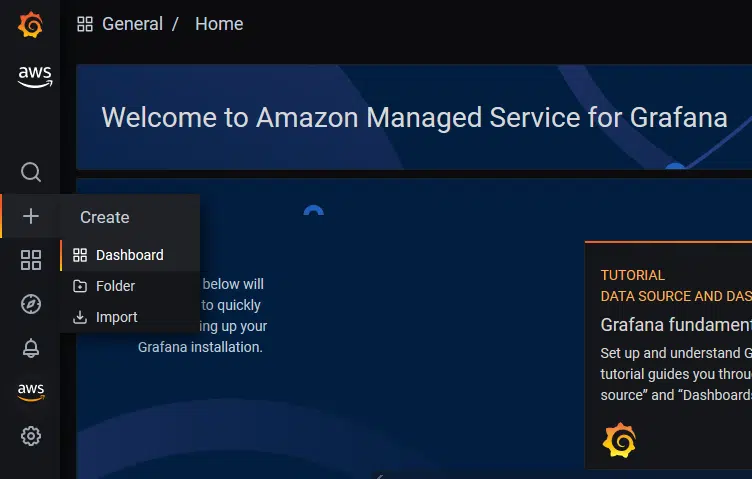 General / Home
aws
Welcome to Amazon Managed Service for Grafana
Create
Dashboard
Folder
Import
below will
to quickly
ing up your
Grafana installation.
TUTORIAL
DATA SOURCE AND DAS
Grafana fundament
Set up and understand G
tutorial guides you throu
source” and “Dashboards
aws